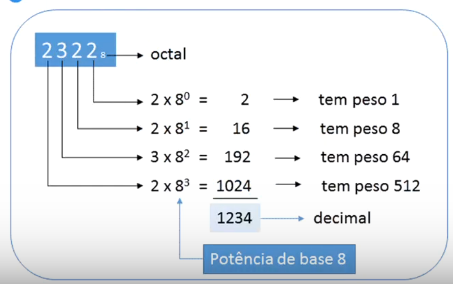 2322₈ octal
2 x 8⁰ = 2 tem peso 1
2 x 8¹ = 16 tem peso 8
3 x 8² = 192 tem peso 64
2 x 8³ = 1024 tem peso 512
1234 decimal
Potência de base 8